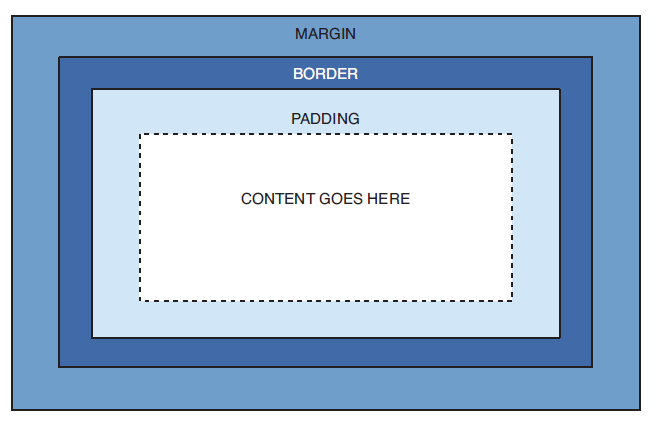 MARGIN
BORDER
PADDING
CONTENT GOES HERE